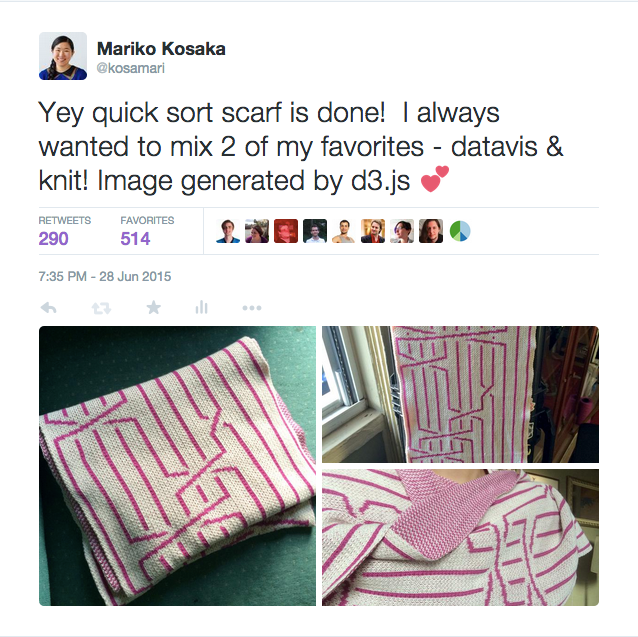 Mariko Kosaka
@kosamari
Yey quick sort scarf is done!  I always
wanted to mix 2 of my favorites - datavis &
knit! Image generated by d3.js 💕
RETWEETS FAVORITES
290 514
7:35 PM - 28 Jun 2015